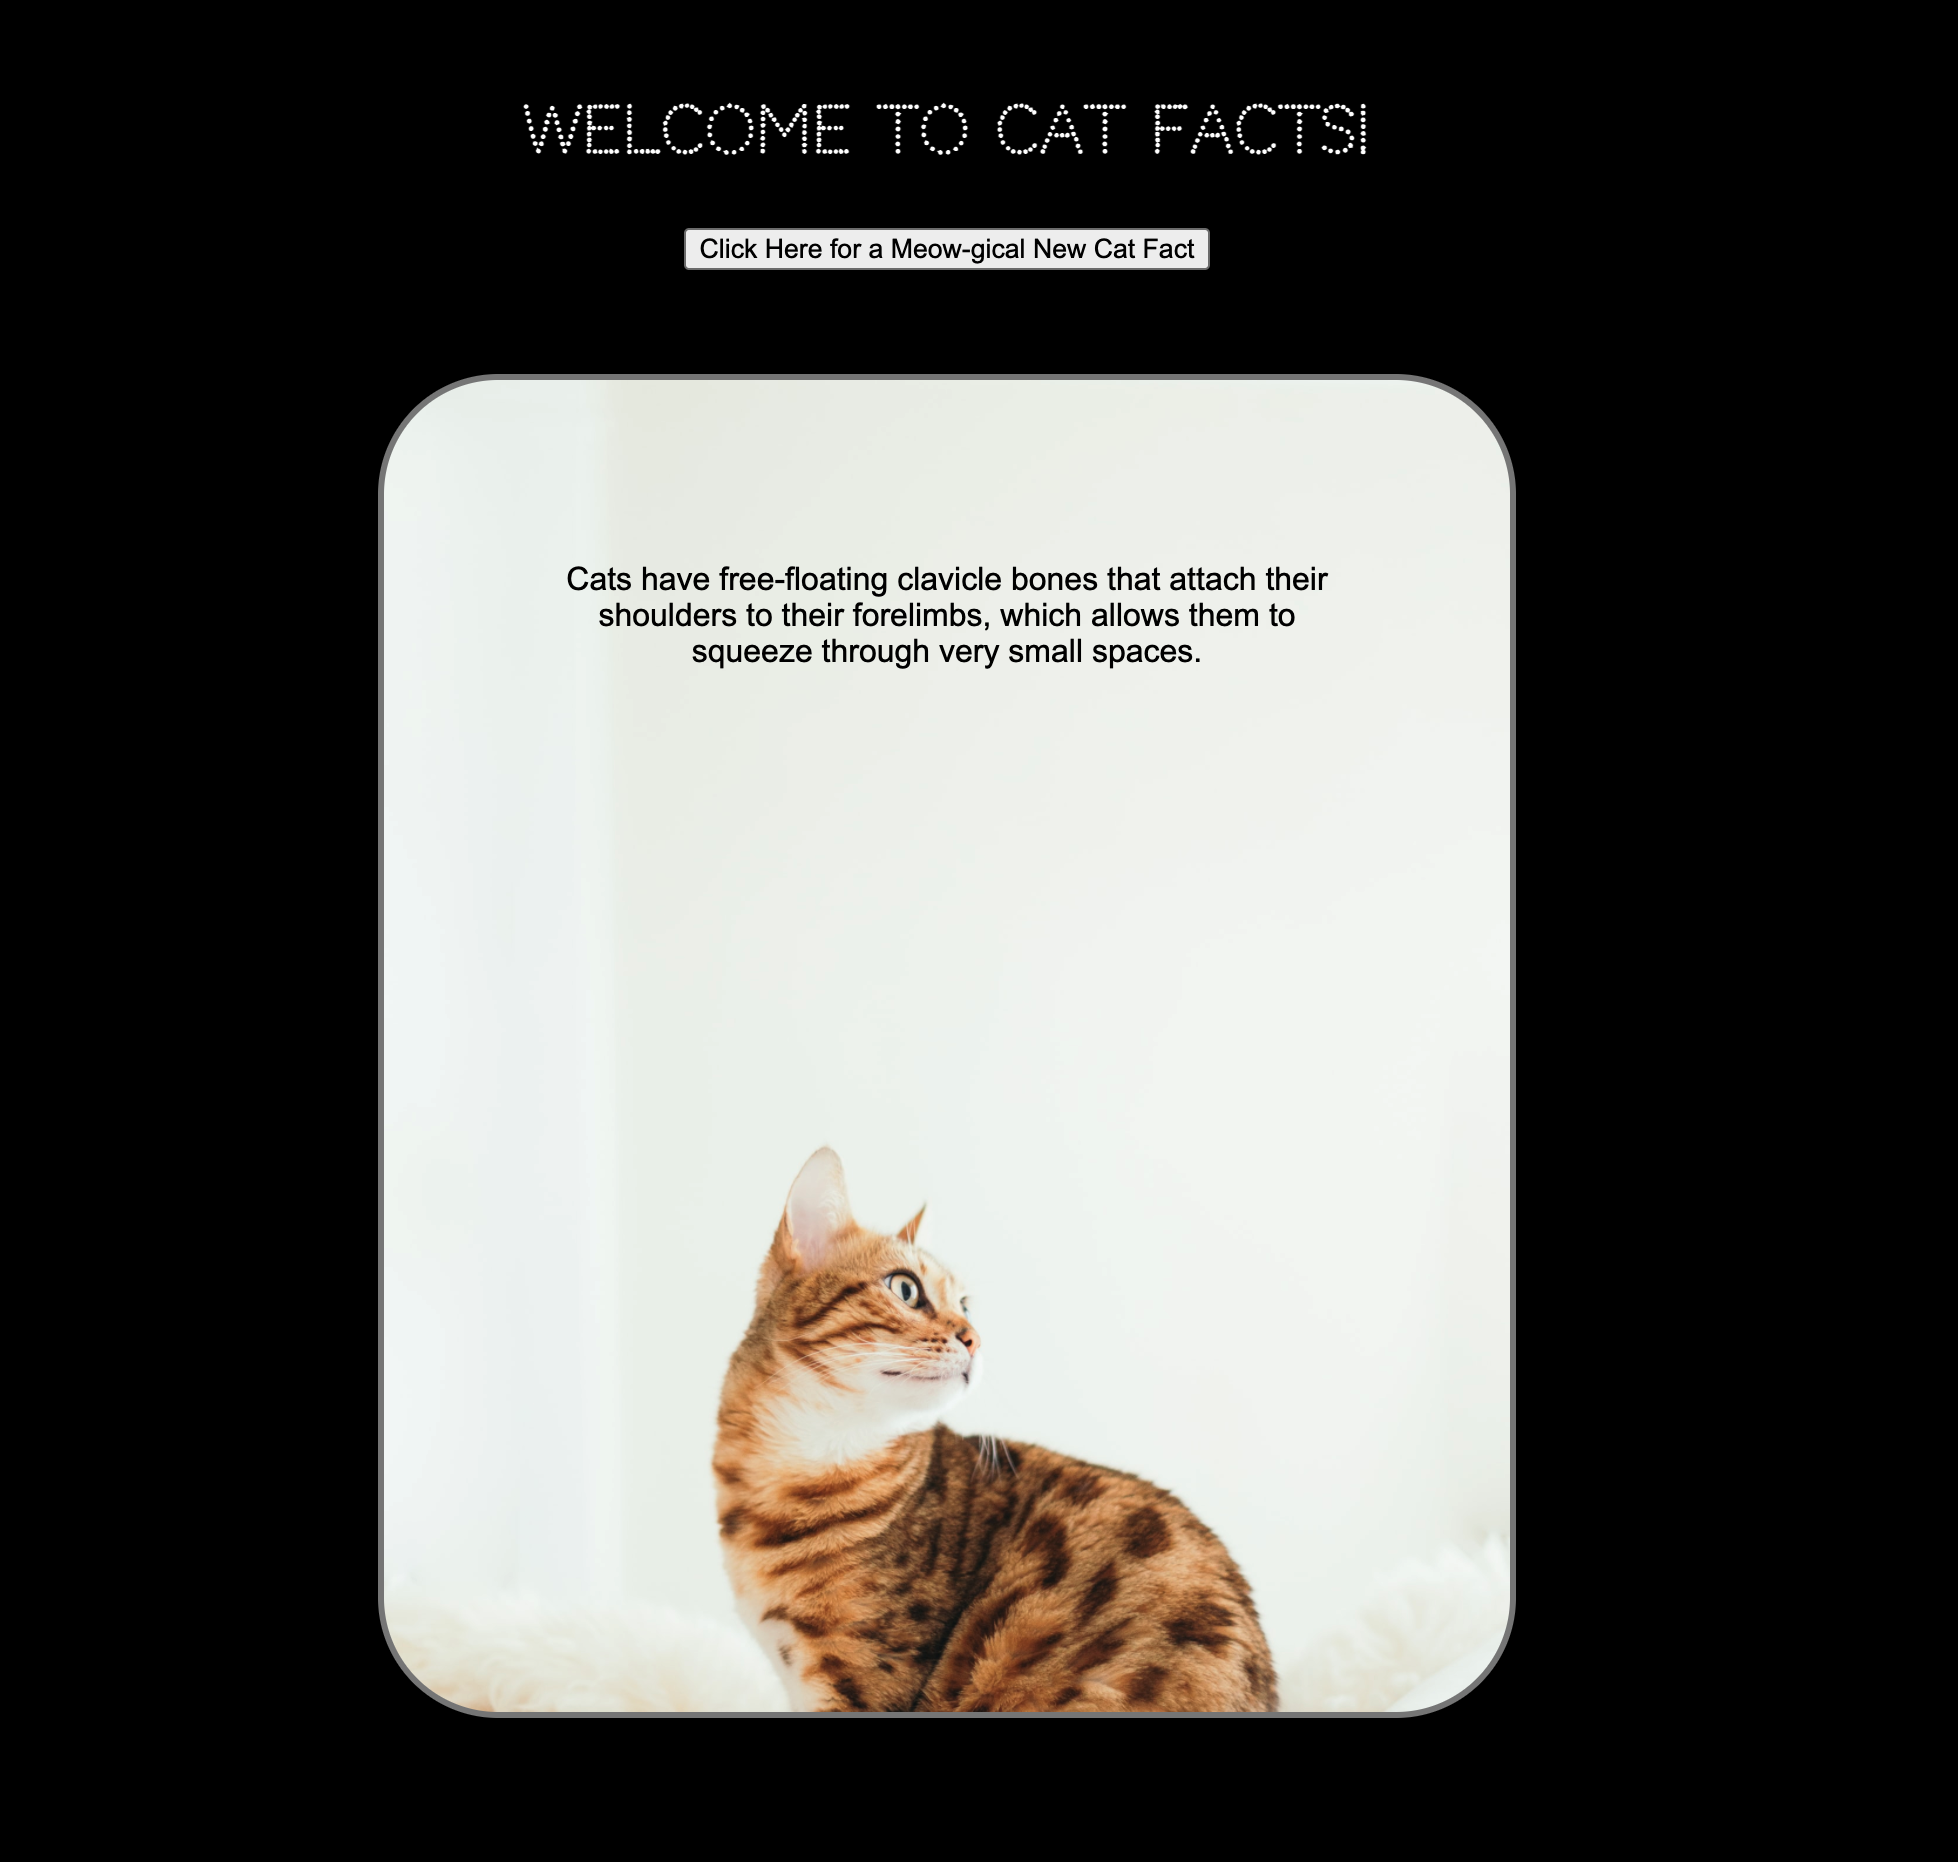 WELCOME TO CAT FACTS!
Click Here for a Meow-gical New Cat Fact
Cats have free-floating clavicle bones that attach their
shoulders to their forelimbs, which allows them to
squeeze through very small spaces.